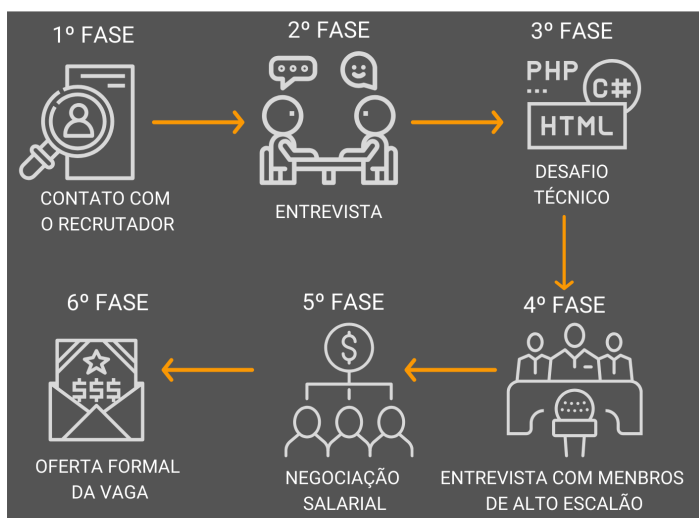 1º FASE
CONTATO COM
O RECRUTADOR
2º FASE
ENTREVISTA
3º FASE
PHP
...
C#
HTML
DESAFIO
TÉCNICO
4º FASE
ENTREVISTA COM MENBROS
DE ALTO ESCALÃO
5º FASE
$
NEGOCIAÇÃO
SALARIAL
6º FASE
$$$
OFERTA FORMAL
DA VAGA